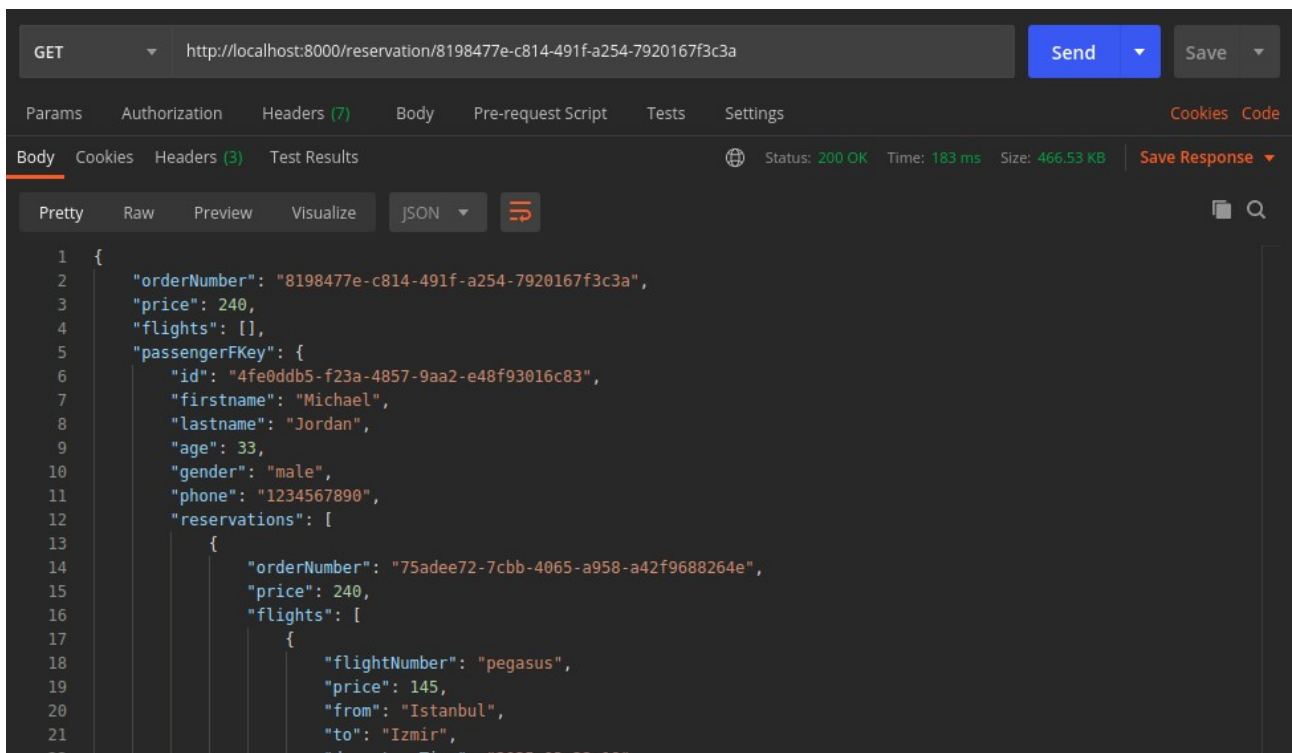 GET http://localhost:8000/reservation/8198477e-c814-491f-a254-7920167f3c3a Send Save
Params Authorization Headers (7) Body Pre-request Script Tests Settings Cookies Code
Body Cookies Headers (3) Test Results Status: 200 OK Time: 183 ms Size: 466.53 KB Save Response
Pretty Raw Preview Visualize JSON
1 {
2 "orderNumber": "8198477e-c814-491f-a254-7920167f3c3a",
3 "price": 240,
4 "flights": [],
5 "passengerFKey": {
6 "id": "4fe0ddb5-f23a-4857-9aa2-e48f93016c83",
7 "firstname": "Michael",
8 "lastname": "Jordan",
9 "age": 33,
10 "gender": "male",
11 "phone": "1234567890",
12 "reservations": [
13 {
14 "orderNumber": "75adee72-7cbb-4065-a958-a42f9688264e",
15 "price": 240,
16 "flights": [
17 {
18 "flightNumber": "pegasus",
19 "price": 145,
20 "from": "Istanbul",
21 "to": "Izmir",